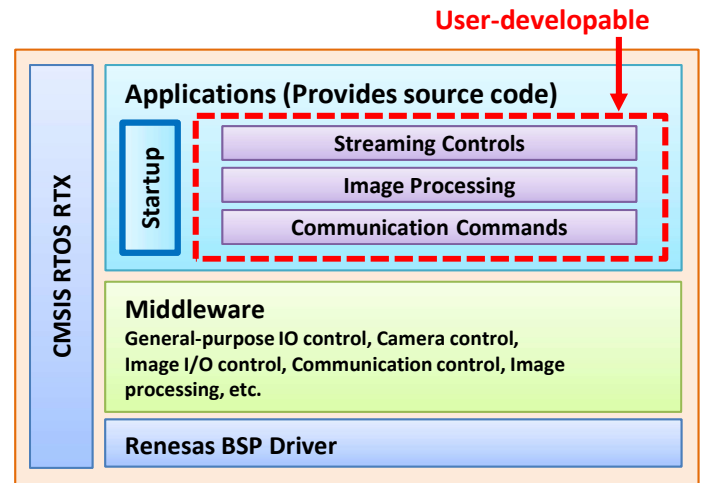 User-developable
CMSIS RTOS RTX
Applications (Provides source code)
Startup
Streaming Controls
Image Processing
Communication Commands
Middleware
General-purpose IO control, Camera control,
Image I/O control, Communication control, Image
processing, etc.
Renesas BSP Driver